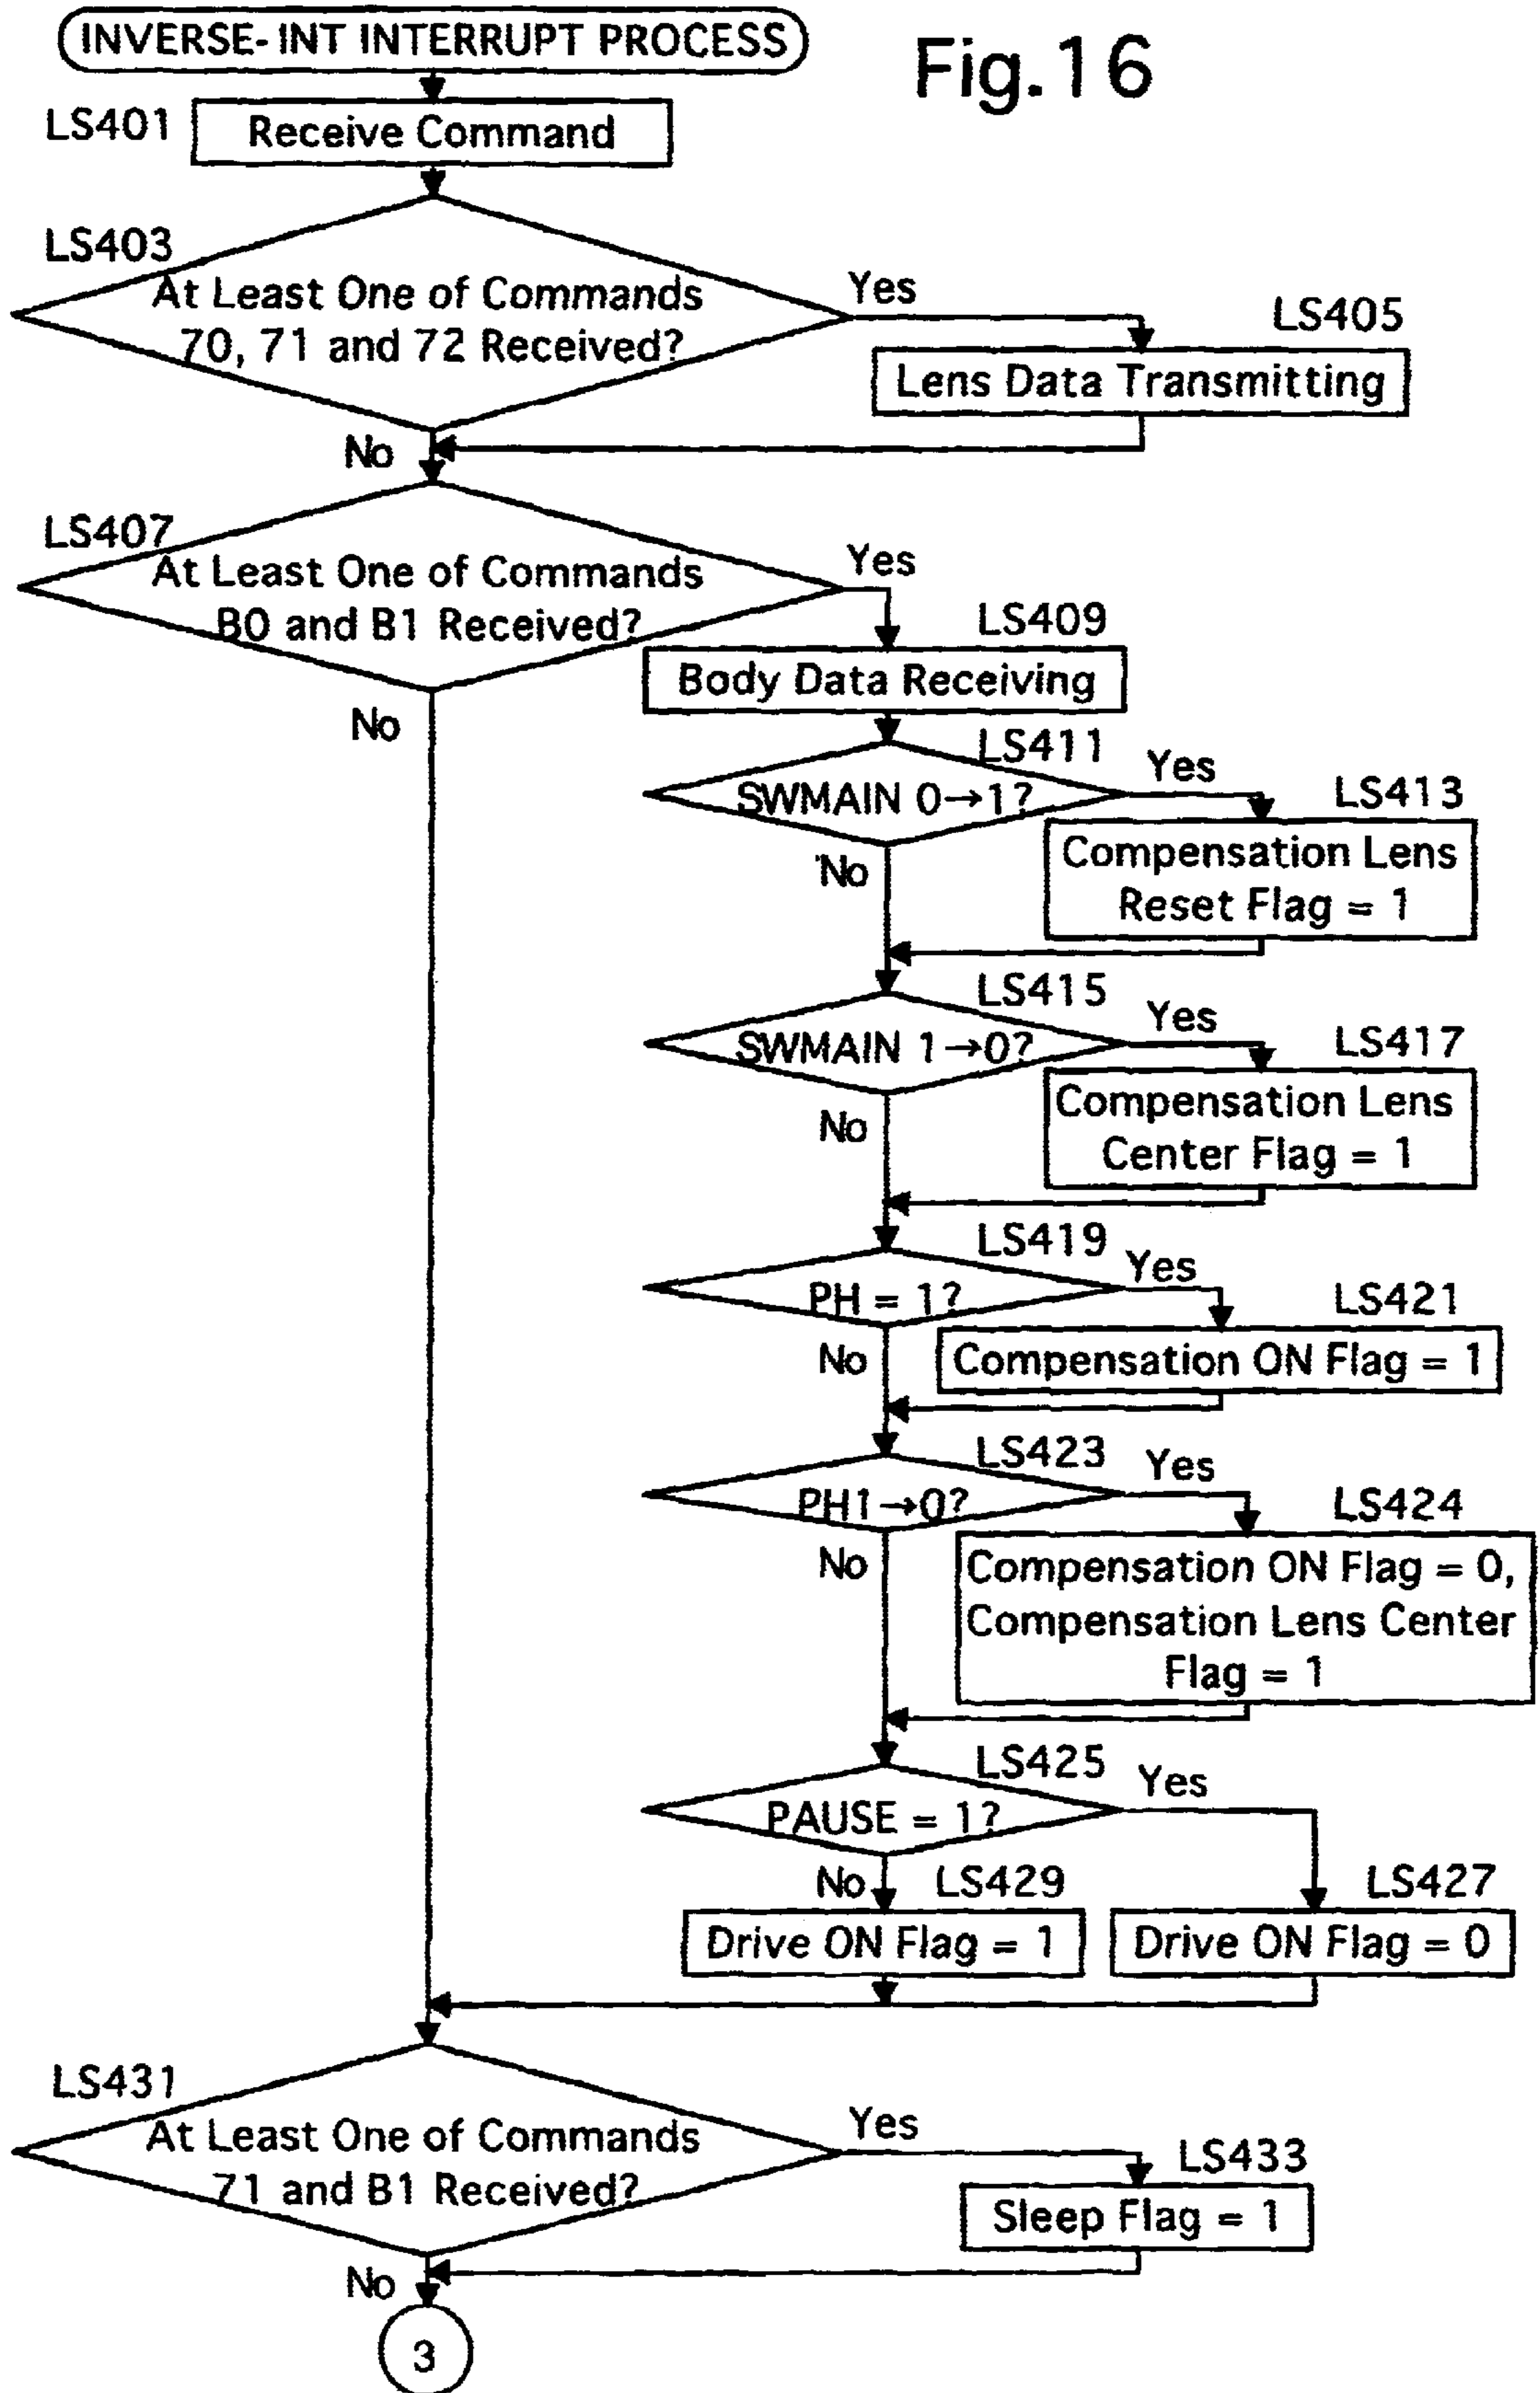 INVERSE-INT INTERRUPT PROCESS
Fig.16
LS401
Receive Command
LS403
At Least One of Commands
70, 71 and 72 Received?
Yes
LS405
Lens Data Transmitting
No
LS407
At Least One of Commands
B0 and B1 Received?
Yes
LS409
Body Data Receiving
No
LS411
SWMAIN 0→1?
Yes
LS413
Compensation Lens
Reset Flag = 1
No
LS415
SWMAIN 1→0?
Yes
LS417
Compensation Lens
Center Flag = 1
No
LS419
PH = 1?
Yes
LS421
Compensation ON Flag = 1
No
LS423
PH1→0?
Yes
LS424
Compensation ON Flag = 0,
Compensation Lens Center
Flag = 1
No
LS425
PAUSE = 1?
Yes
No
LS429
Drive ON Flag = 1
LS427
Drive ON Flag = 0
LS431
At Least One of Commands
71 and B1 Received?
Yes
LS433
Sleep Flag = 1
No
3